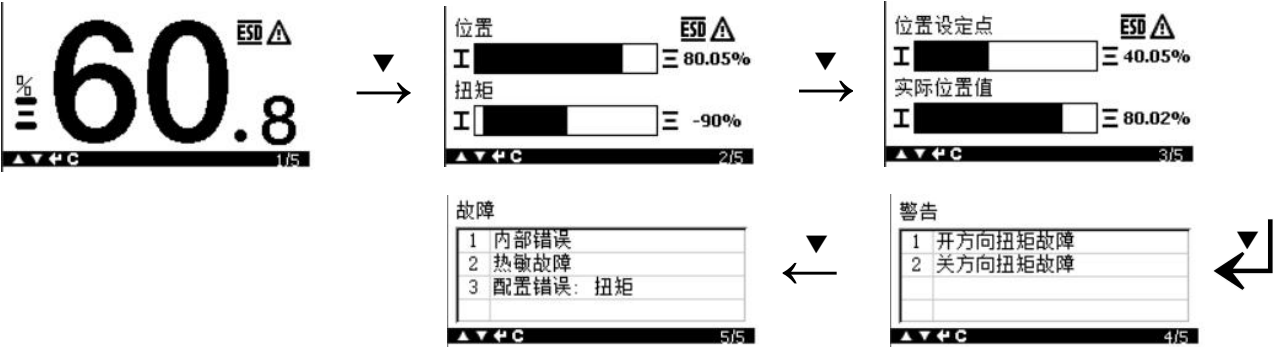 60.8
%
ESD
▲ ▼ ↵ C 1/5
▼
位置
ESD
80.05%
扭矩
-90%
▲ ▼ ↵ C 2/5
▼
位置设定点
ESD
40.05%
实际位置值
80.02%
▲ ▼ ↵ C 3/5
▼
警告
1 开方向扭矩故障
2 关方向扭矩故障
▲ ▼ ↵ C 4/5
▼
故障
1 内部错误
2 热敏故障
3 配置错误: 扭矩
▲ ▼ ↵ C 5/5